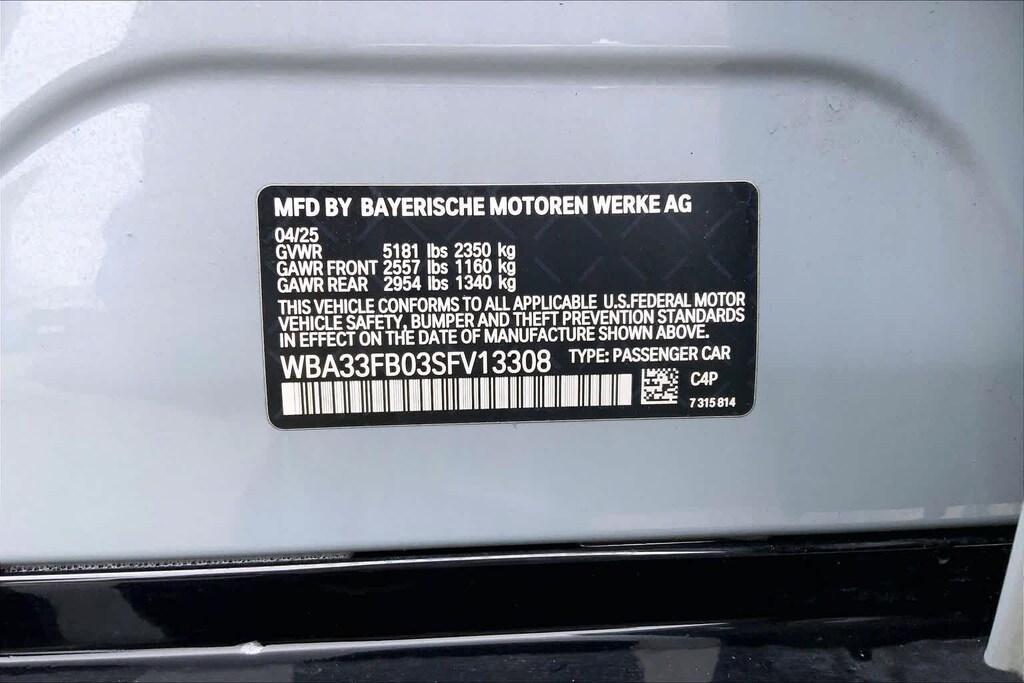 MFD BY BAYERISCHE MOTOREN WERKE AG
04/25
GVWR 5181 lbs 2350 kg
GAWR FRONT 2557 lbs 1160 kg
GAWR REAR 2954 lbs 1340 kg
THIS VEHICLE CONFORMS TO ALL APPLICABLE U.S.FEDERAL MOTOR
VEHICLE SAFETY, BUMPER AND THEFT PREVENTION STANDARDS
IN EFFECT ON THE DATE OF MANUFACTURE SHOWN ABOVE.
WBA33FB03SFV13308 TYPE: PASSENGER CAR
C4P
7 315 814